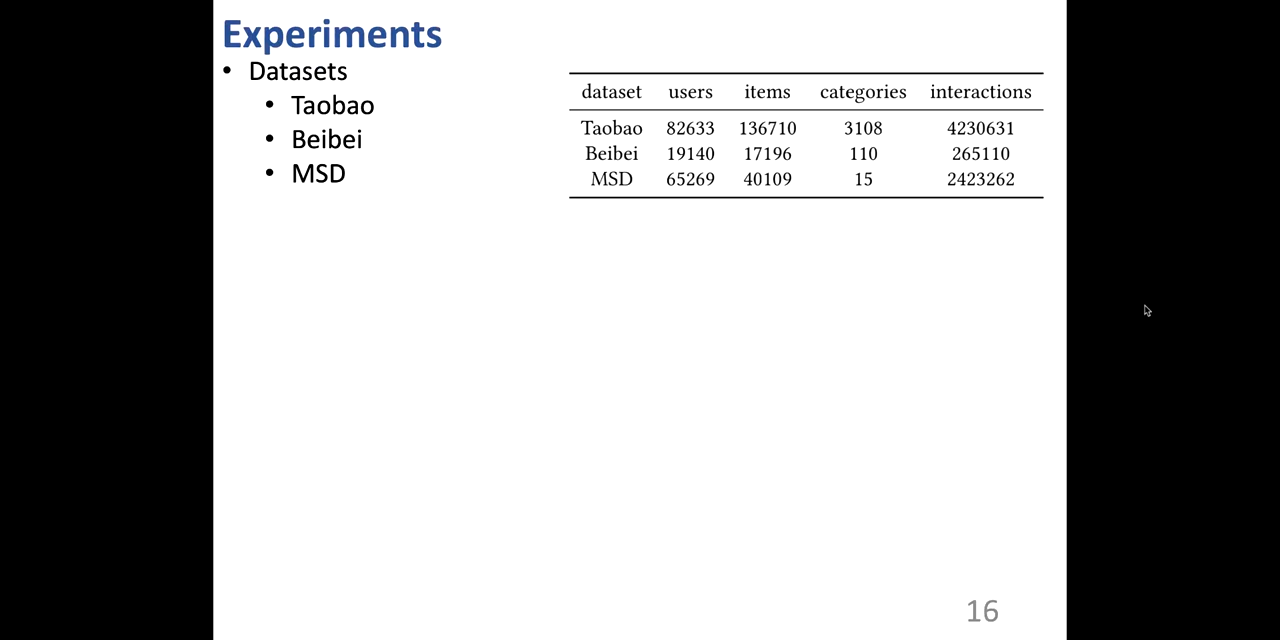 Experiments
• Datasets
• Taobao
• Beibei
• MSD
dataset users items categories interactions
Taobao 82633 136710 3108 4230631
Beibei 19140 17196 110 265110
MSD 65269 40109 15 2423262
16